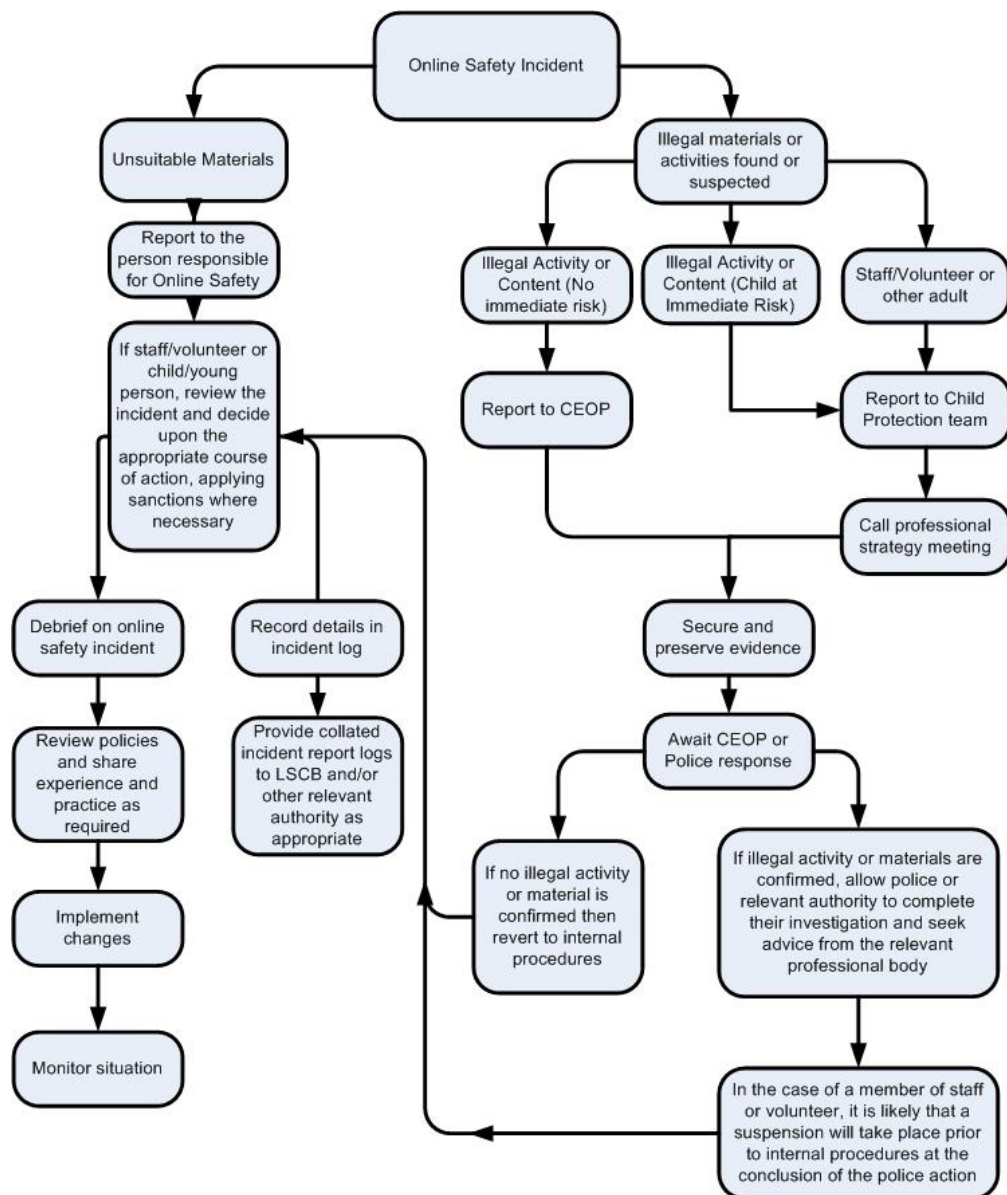 Online Safety Incident
Unsuitable Materials
Illegal materials or
activities found or
suspected
Report to the
person responsible
for Online Safety
Illegal Activity or
Content (No
immediate risk)
Illegal Activity or
Content (Child at
Immediate Risk)
Staff/Volunteer or
other adult
If staff/volunteer or
child/young
person, review the
incident and decide
upon the
appropriate course
of action, applying
sanctions where
necessary
Report to CEOP
Report to Child
Protection team
Call professional
strategy meeting
Debrief on online
safety incident
Record details in
incident log
Secure and
preserve evidence
Review policies
and share
experience and
practice as
required
Provide collated
incident report logs
to LSCB and/or
other relevant
authority as
appropriate
Await CEOP or
Police response
If no illegal activity
or material is
confirmed then
revert to internal
procedures
If illegal activity or materials are
confirmed, allow police or
relevant authority to complete
their investigation and seek
advice from the relevant
professional body
Implement
changes
Monitor situation
In the case of a member of staff
or volunteer, it is likely that a
suspension will take place prior
to internal procedures at the
conclusion of the police action